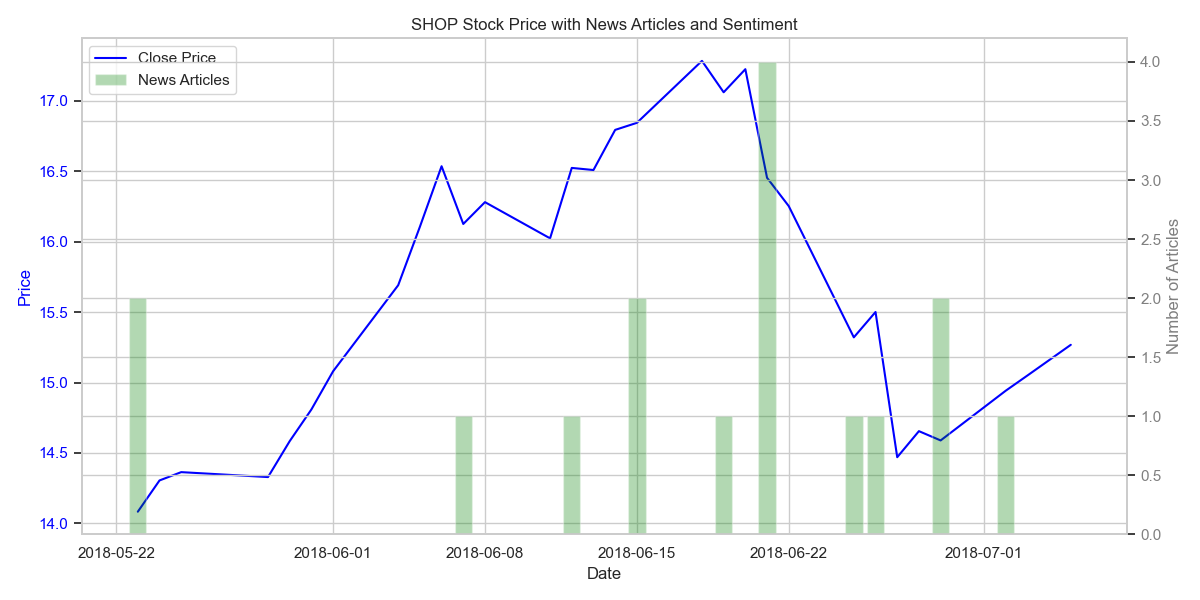 SHOP Stock Price with News Articles and Sentiment
Close Price
News Articles
17.0
16.5
16.0
15.5
15.0
14.5
14.0
Price
4.0
3.5
3.0
2.5
2.0
1.5
1.0
0.5
0.0
Number of Articles
2018-05-22 2018-06-01 2018-06-08 2018-06-15 2018-06-22 2018-07-01
Date